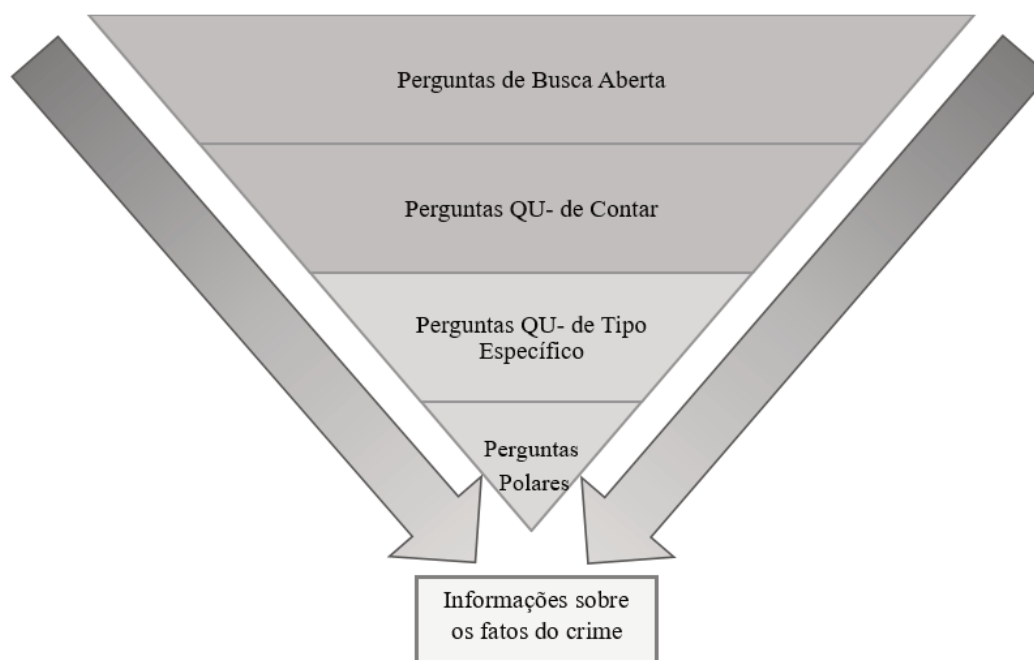 Perguntas de Busca Aberta
Perguntas QU- de Contar
Perguntas QU- de Tipo
Específico
Perguntas
Polares
Informações sobre
os fatos do crime